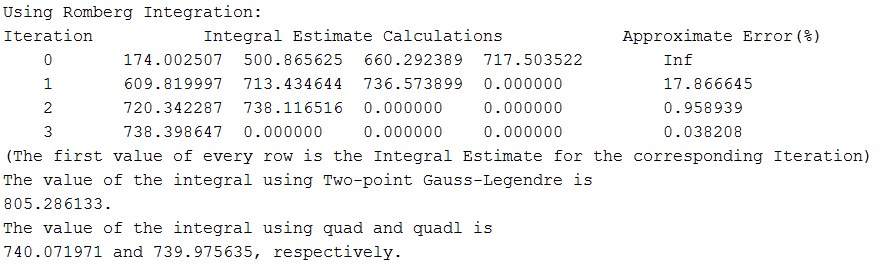 Using Romberg Integration:
Iteration Integral Estimate Calculations Approximate Error(%)
0 174.002507 500.865625 660.292389 717.503522 Inf
1 609.819997 713.434644 736.573899 0.000000 17.866645
2 720.342287 738.116516 0.000000 0.000000 0.958939
3 738.398647 0.000000 0.000000 0.000000 0.038208
(The first value of every row is the Integral Estimate for the corresponding Iteration)
The value of the integral using Two-point Gauss-Legendre is
805.286133.
The value of the integral using quad and quadl is
740.071971 and 739.975635, respectively.